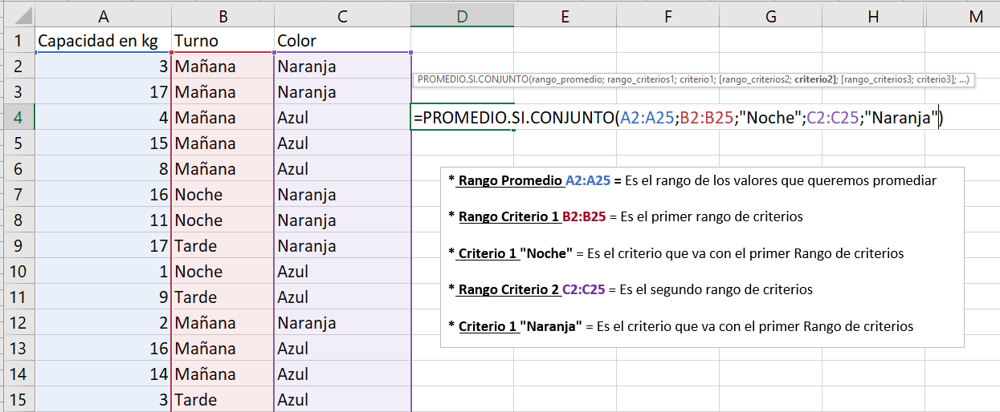 A B C D E F G H M
1 Capacidad en kg Turno Color
2 3 Mañana Naranja
PROMEDIO.SI.CONJUNTO(rango_promedio; rango_criterios1; criterio1; [rango_criterios2; criterio2]; [rango_criterios3; criterio3]; ...)
3 17 Mañana Naranja
4 4 Mañana Azul =PROMEDIO.SI.CONJUNTO(A2:A25;B2:B25;"Noche";C2:C25;"Naranja")
5 15 Mañana Azul
6 8 Mañana Azul
7 16 Noche Naranja
8 11 Noche Naranja
9 17 Tarde Naranja
10 1 Noche Azul
11 9 Tarde Azul
12 2 Mañana Naranja
13 16 Mañana Azul
14 14 Mañana Azul
15 3 Tarde Azul
* Rango Promedio A2:A25 = Es el rango de los valores que queremos promediar
* Rango Criterio 1 B2:B25 = Es el primer rango de criterios
* Criterio 1 "Noche" = Es el criterio que va con el primer Rango de criterios
* Rango Criterio 2 C2:C25 = Es el segundo rango de criterios
* Criterio 1 "Naranja" = Es el criterio que va con el primer Rango de criterios